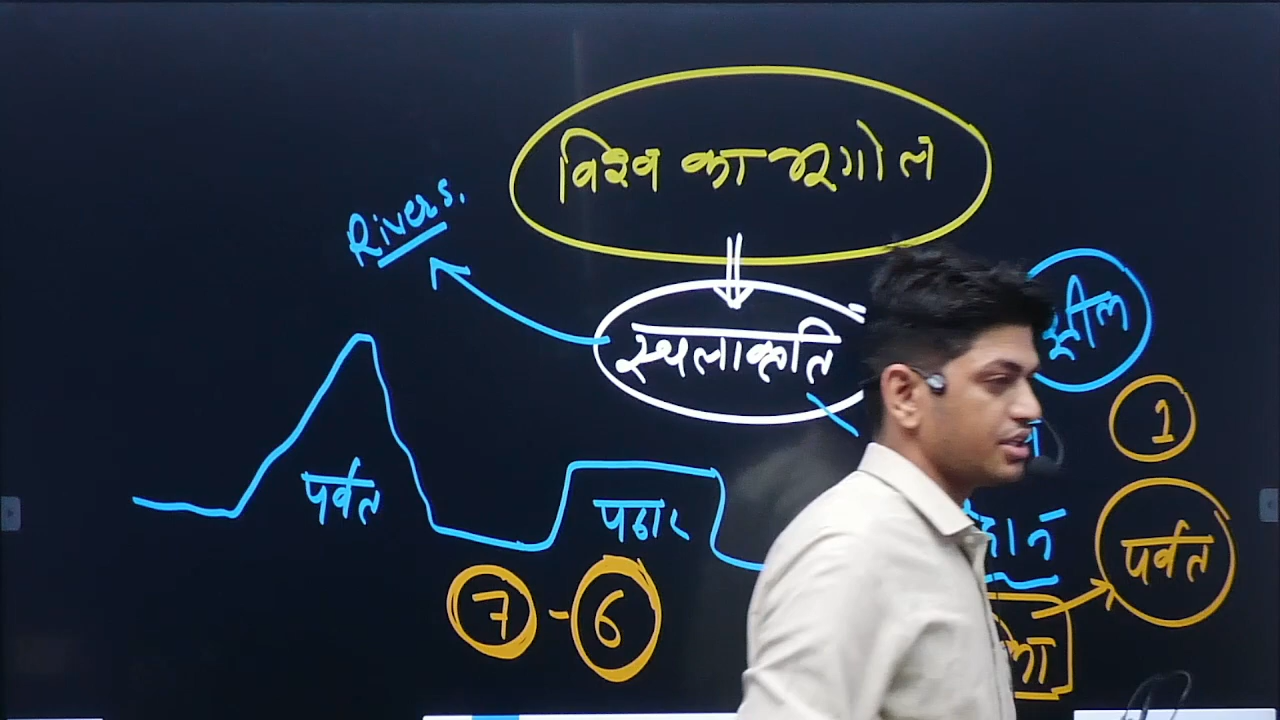 विश्व का भूगोल
Rivers.
स्थलाकृति
1
पर्वत
पठार
पर्वत
7 - 6